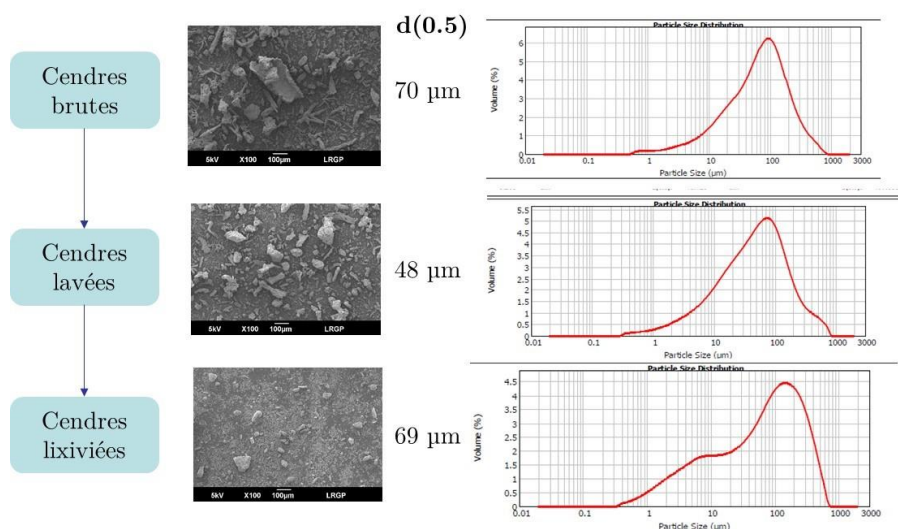 d(0.5)
Cendres
brutes
5kV X100 100µm LRGP
70 µm
Particle Size Distribution
Volume (%)
6
5
4
3
2
1
0
0.01 0.1 1 10 100 1000 3000
Particle Size (µm)
Cendres
lavées
5kV X100 100µm LRGP
48 µm
Particle Size Distribution
Volume (%)
5.5
5
4.5
4
3.5
3
2.5
2
1.5
1
0.5
0
0.01 0.1 1 10 100 1000 3000
Particle Size (µm)
Cendres
lixiviées
5kV X100 100µm LRGP
69 µm
Particle Size Distribution
Volume (%)
4.5
4
3.5
3
2.5
2
1.5
1
0.5
0
0.01 0.1 1 10 100 1000 3000
Particle Size (µm)